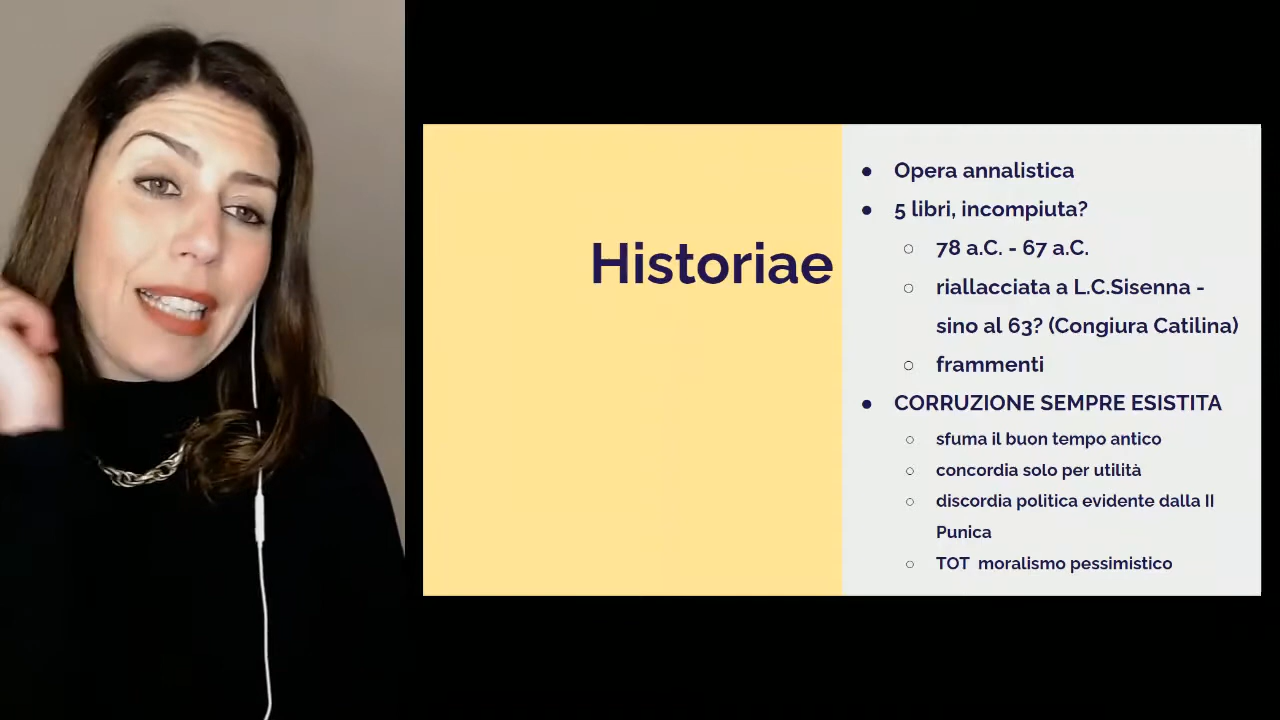 Historiae
Opera annalistica
5 libri, incompiuta?
78 a.C. - 67 a.C.
riallacciata a L.C.Sisenna -
sino al 63? (Congiura Catilina)
frammenti
CORRUZIONE SEMPRE ESISTITA
sfuma il buon tempo antico
concordia solo per utilità
discordia politica evidente dalla II
Punica
TOT moralismo pessimistico